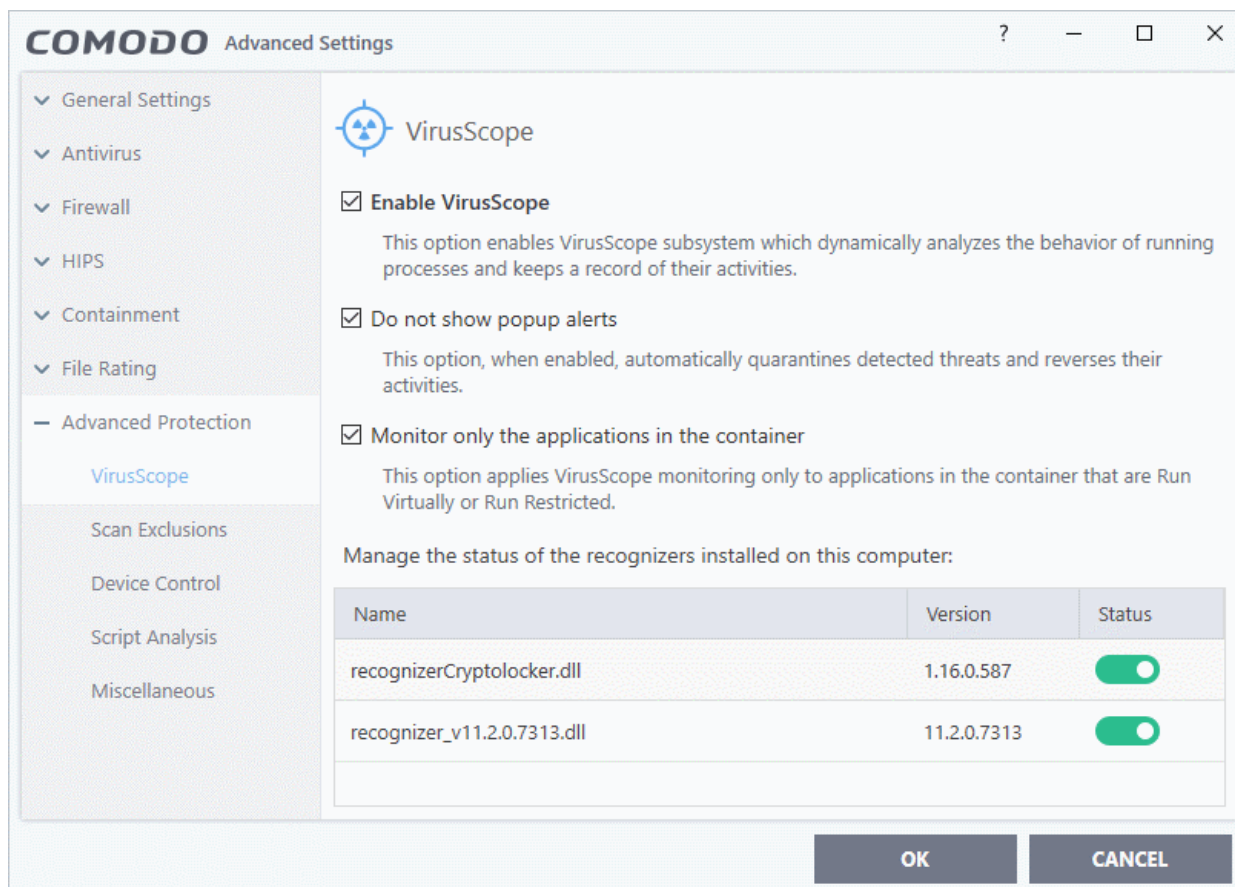 COMODO Advanced Settings
?
General Settings
Antivirus
Firewall
HIPS
Containment
File Rating
Advanced Protection
VirusScope
Scan Exclusions
Device Control
Script Analysis
Miscellaneous
VirusScope
Enable VirusScope
This option enables VirusScope subsystem which dynamically analyzes the behavior of running
processes and keeps a record of their activities.
Do not show popup alerts
This option, when enabled, automatically quarantines detected threats and reverses their
activities.
Monitor only the applications in the container
This option applies VirusScope monitoring only to applications in the container that are Run
Virtually or Run Restricted.
Manage the status of the recognizers installed on this computer:
Name Version Status
recognizerCryptolocker.dll 1.16.0.587
recognizer_v11.2.0.7313.dll 11.2.0.7313
OK CANCEL